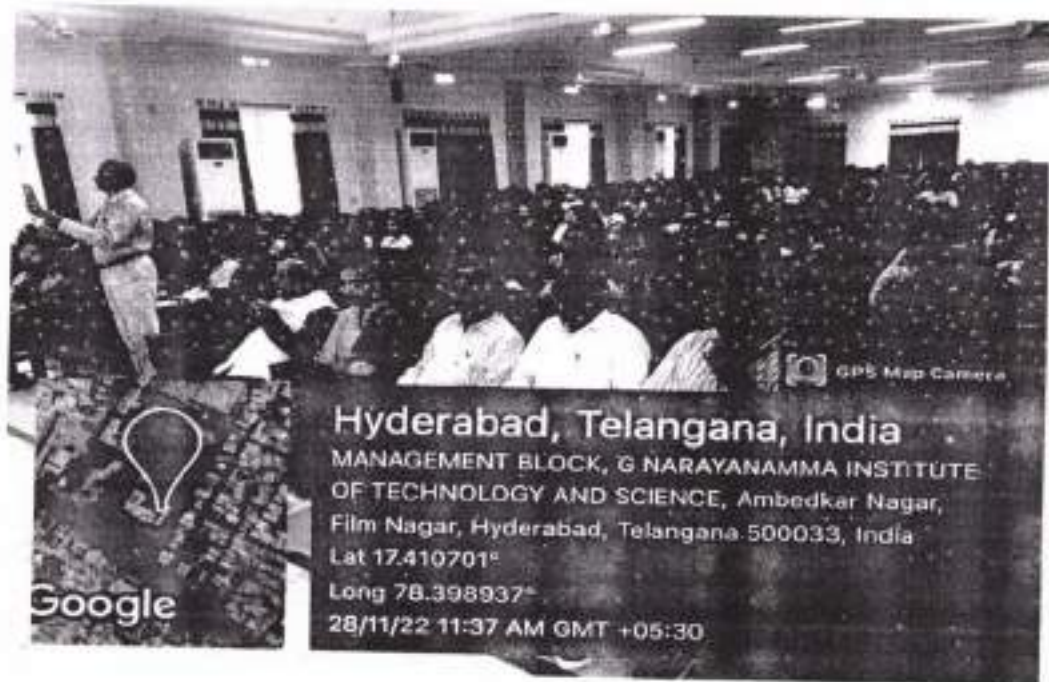 GPS Map Camera
Hyderabad, Telangana, India
MANAGEMENT BLOCK, G NARAYANAMMA INSTITUTE
OF TECHNOLOGY AND SCIENCE, Ambedkar Nagar,
Film Nagar, Hyderabad, Telangana 500033, India
Lat 17.410701°
Long 78.398937°
28/11/22 11:37 AM GMT +05:30
Google